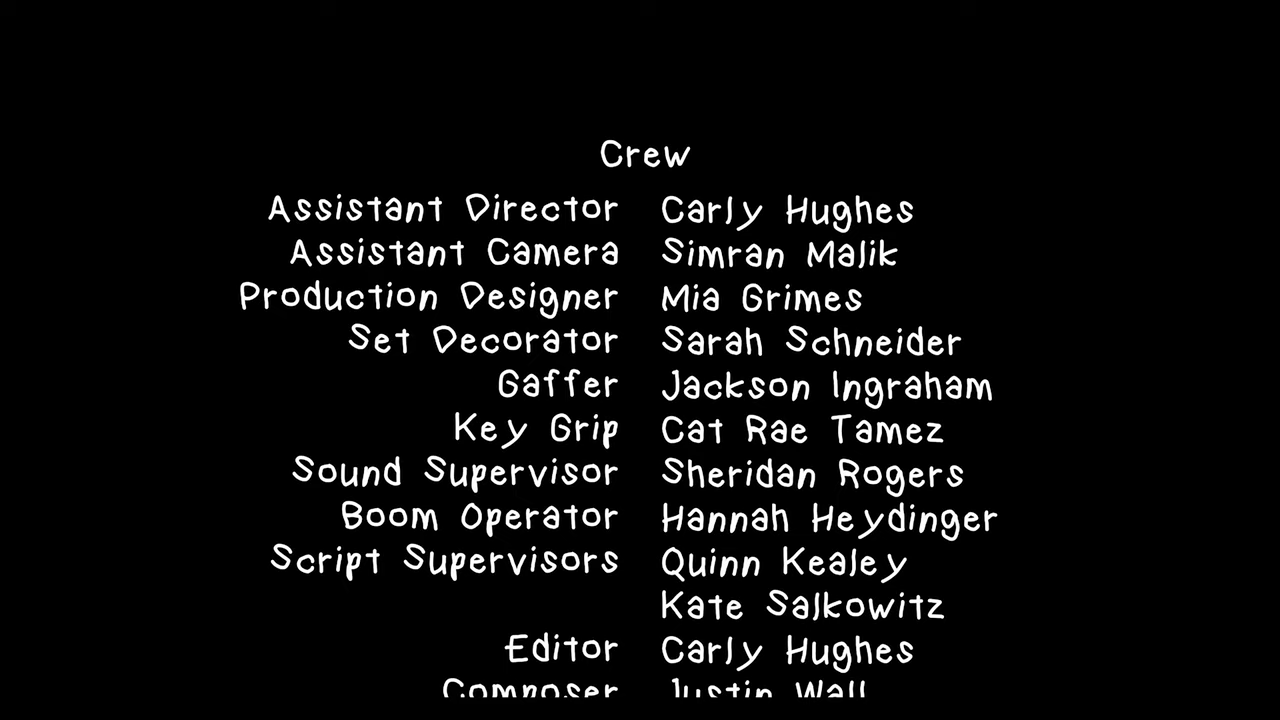 Crew
Assistant Director Carly Hughes
Assistant Camera Simran Malik
Production Designer Mia Grimes
Set Decorator Sarah Schneider
Gaffer Jackson Ingraham
Key Grip Cat Rae Tamez
Sound Supervisor Sheridan Rogers
Boom Operator Hannah Heydinger
Script Supervisors Quinn Kealey
Kate Salkowitz
Editor Carly Hughes
Composer Justin Wall